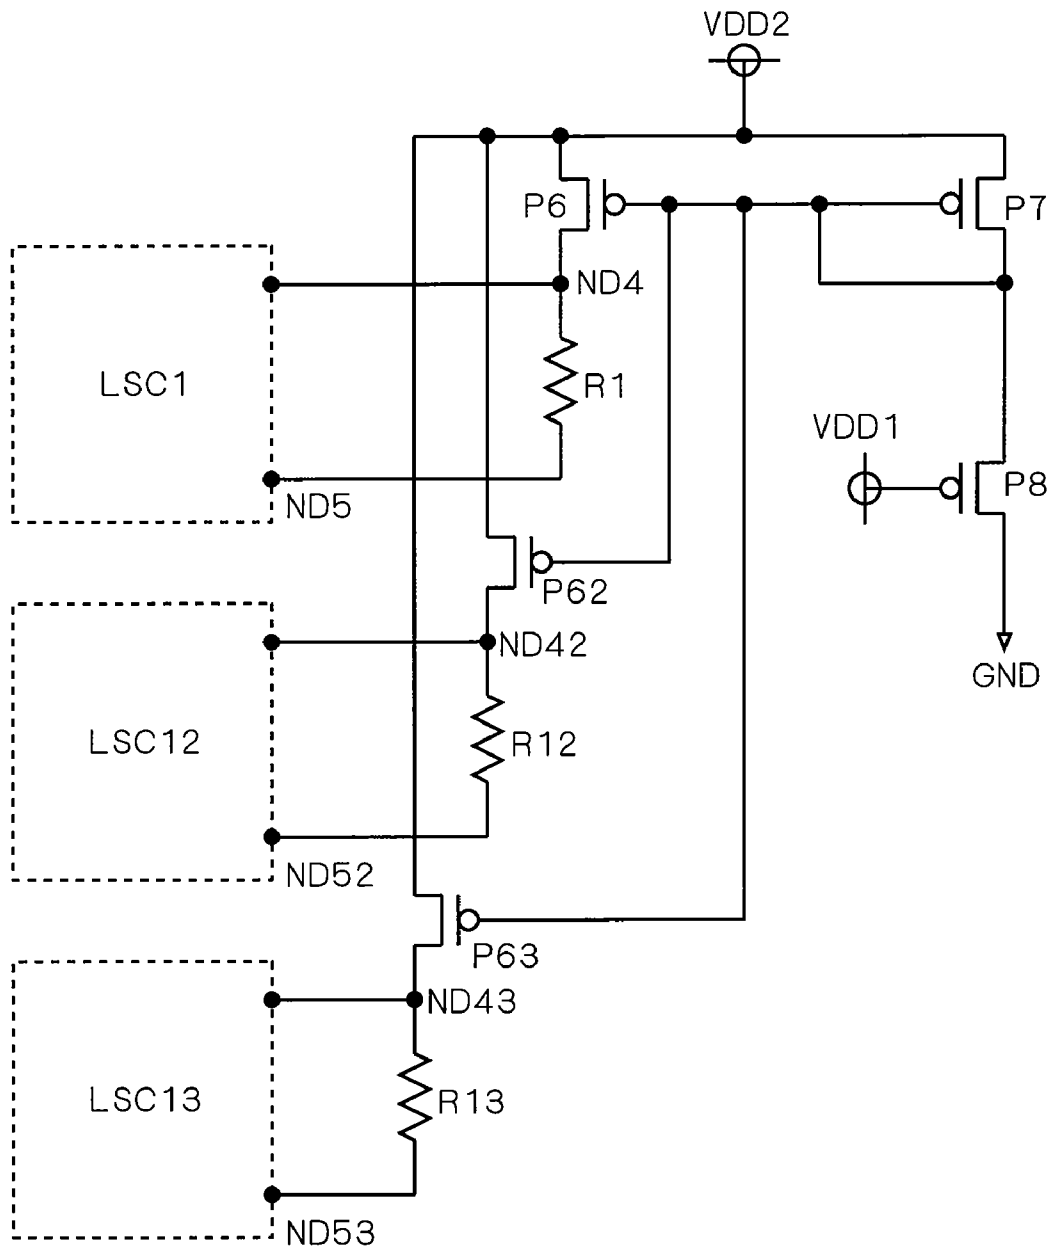 VDD2
P6
P7
ND4
LSC1
R1
VDD1
P8
ND5
P62
ND42
GND
LSC12
R12
ND52
P63
ND43
LSC13
R13
ND53